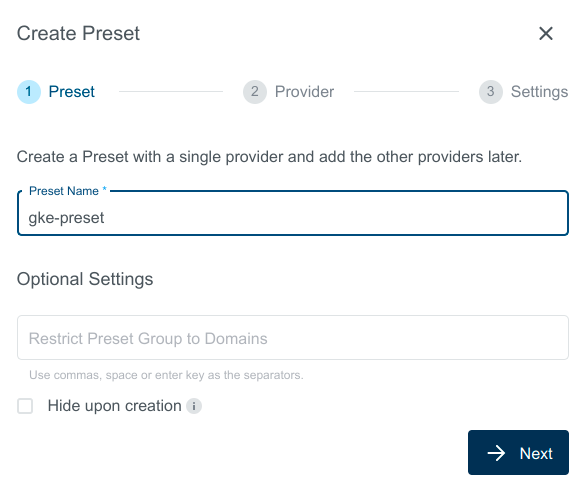 Create Preset
1 Preset 2 Provider 3 Settings
Create a Preset with a single provider and add the other providers later.
Preset Name *
gke-preset
Optional Settings
Restrict Preset Group to Domains
Use commas, space or enter key as the separators.
Hide upon creation i
Next